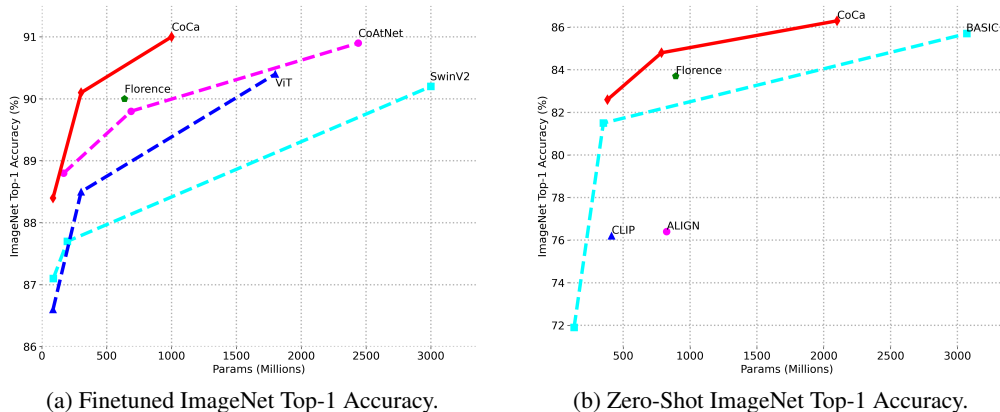 CoCa
CoAtNet
Florence
ViT
SwinV2
91
90
89
88
87
86
ImageNet Top-1 Accuracy (%)
0
500
1000
1500
2000
2500
3000
Params (Millions)
(a) Finetuned ImageNet Top-1 Accuracy.
CoCa
BASIC
Florence
CLIP
ALIGN
86
84
82
80
78
76
74
72
ImageNet Top-1 Accuracy (%)
500
1000
1500
2000
2500
3000
Params (Millions)
(b) Zero-Shot ImageNet Top-1 Accuracy.